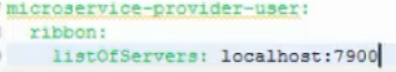 microservice-provider-user:
  ribbon:
    listOfServers: localhost:7900